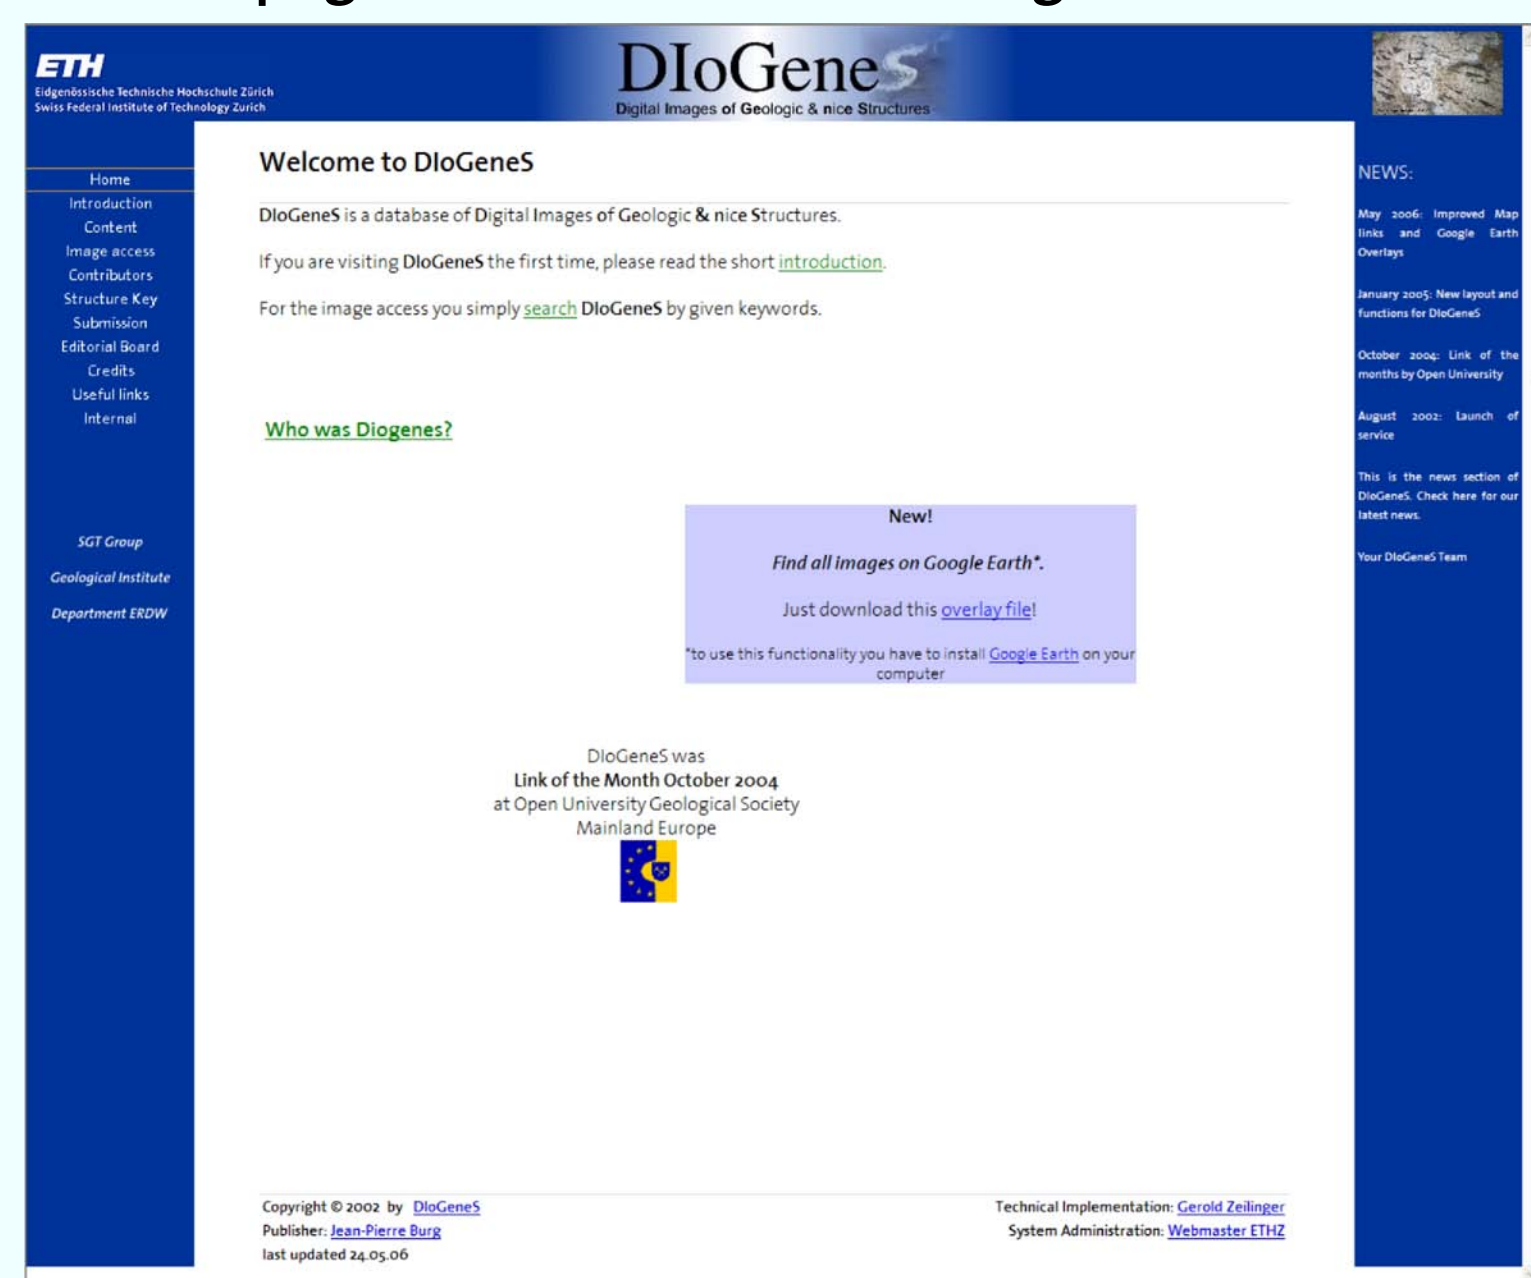 ETH
Eidgenössische Technische Hochschule Zürich
Swiss Federal Institute of Technology Zurich
DIoGeneS
Digital Images of Geologic & nice Structures
Home
Introduction
Content
Image access
Contributors
Structure Key
Submission
Editorial Board
Credits
Useful links
Internal
SGT Group
Geological Institute
Department ERDW
Welcome to DIoGeneS
DIoGeneS is a database of Digital Images of Geologic & nice Structures.
If you are visiting DIoGeneS the first time, please read the short introduction.
For the image access you simply search DIoGeneS by given keywords.
Who was Diogenes?
New!
Find all images on Google Earth*.
Just download this overlay file!
*to use this functionality you have to install Google Earth on your
computer
DIoGeneS was
Link of the Month October 2004
at Open University Geological Society
Mainland Europe
NEWS:
May 2006: Improved Map
links and Google Earth
Overlays
January 2005: New layout and
functions for DIoGeneS
October 2004: Link of the
months by Open University
August 2002: Launch of
service
This is the news section of
DIoGeneS. Check here for our
latest news.
Your DIoGeneS Team
Copyright © 2002 by DIoGeneS
Publisher: Jean-Pierre Burg
last updated 24.05.06
Technical Implementation: Gerold Zeilinger
System Administration: Webmaster ETHZ